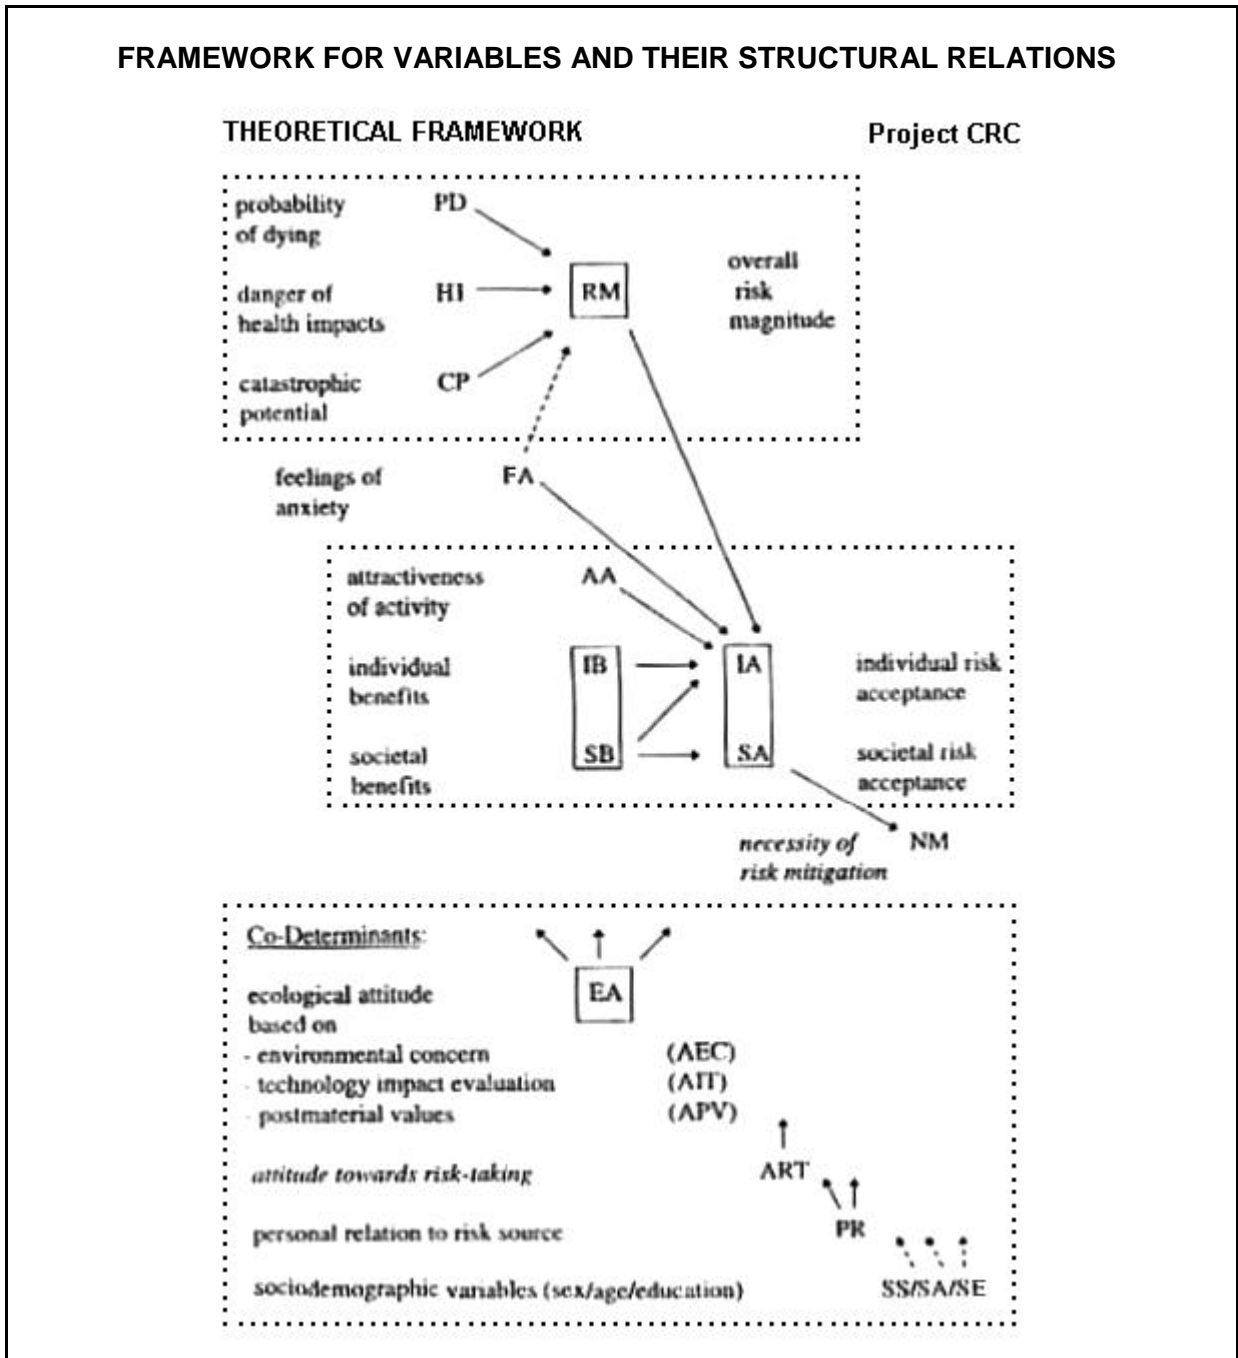 FRAMEWORK FOR VARIABLES AND THEIR STRUCTURAL RELATIONS
THEORETICAL FRAMEWORK Project CRC
probability PD
of dying
overall
danger of HI RM risk
health impacts magnitude
catastrophic CP
potential
feelings of FA
anxiety
attractiveness AA
of activity
individual IB IA individual risk
benefits acceptance
societal SB SA societal risk
benefits acceptance
necessity of NM
risk mitigation
Co-Determinants:
ecological attitude EA
based on
- environmental concern (AEC)
- technology impact evaluation (AIT)
- postmaterial values (APV)
attitude towards risk-taking ART
personal relation to risk source PR
sociodemographic variables (sex/age/education) SS/SA/SE